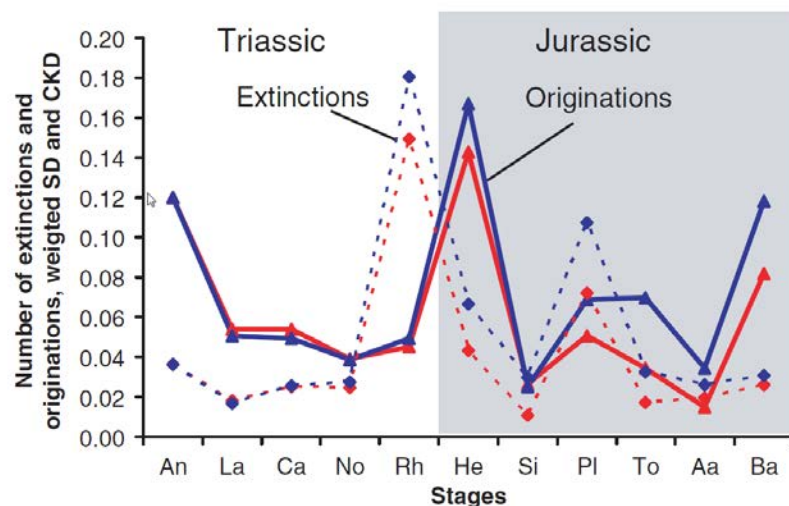 Number of extinctions and
originations, weigted SD and CKD
0.20
0.18
0.16
0.14
0.12
0.10
0.08
0.06
0.04
0.02
0.00
Triassic
Jurassic
Extinctions
Originations
An La Ca No Rh He Si Pl To Aa Ba
Stages